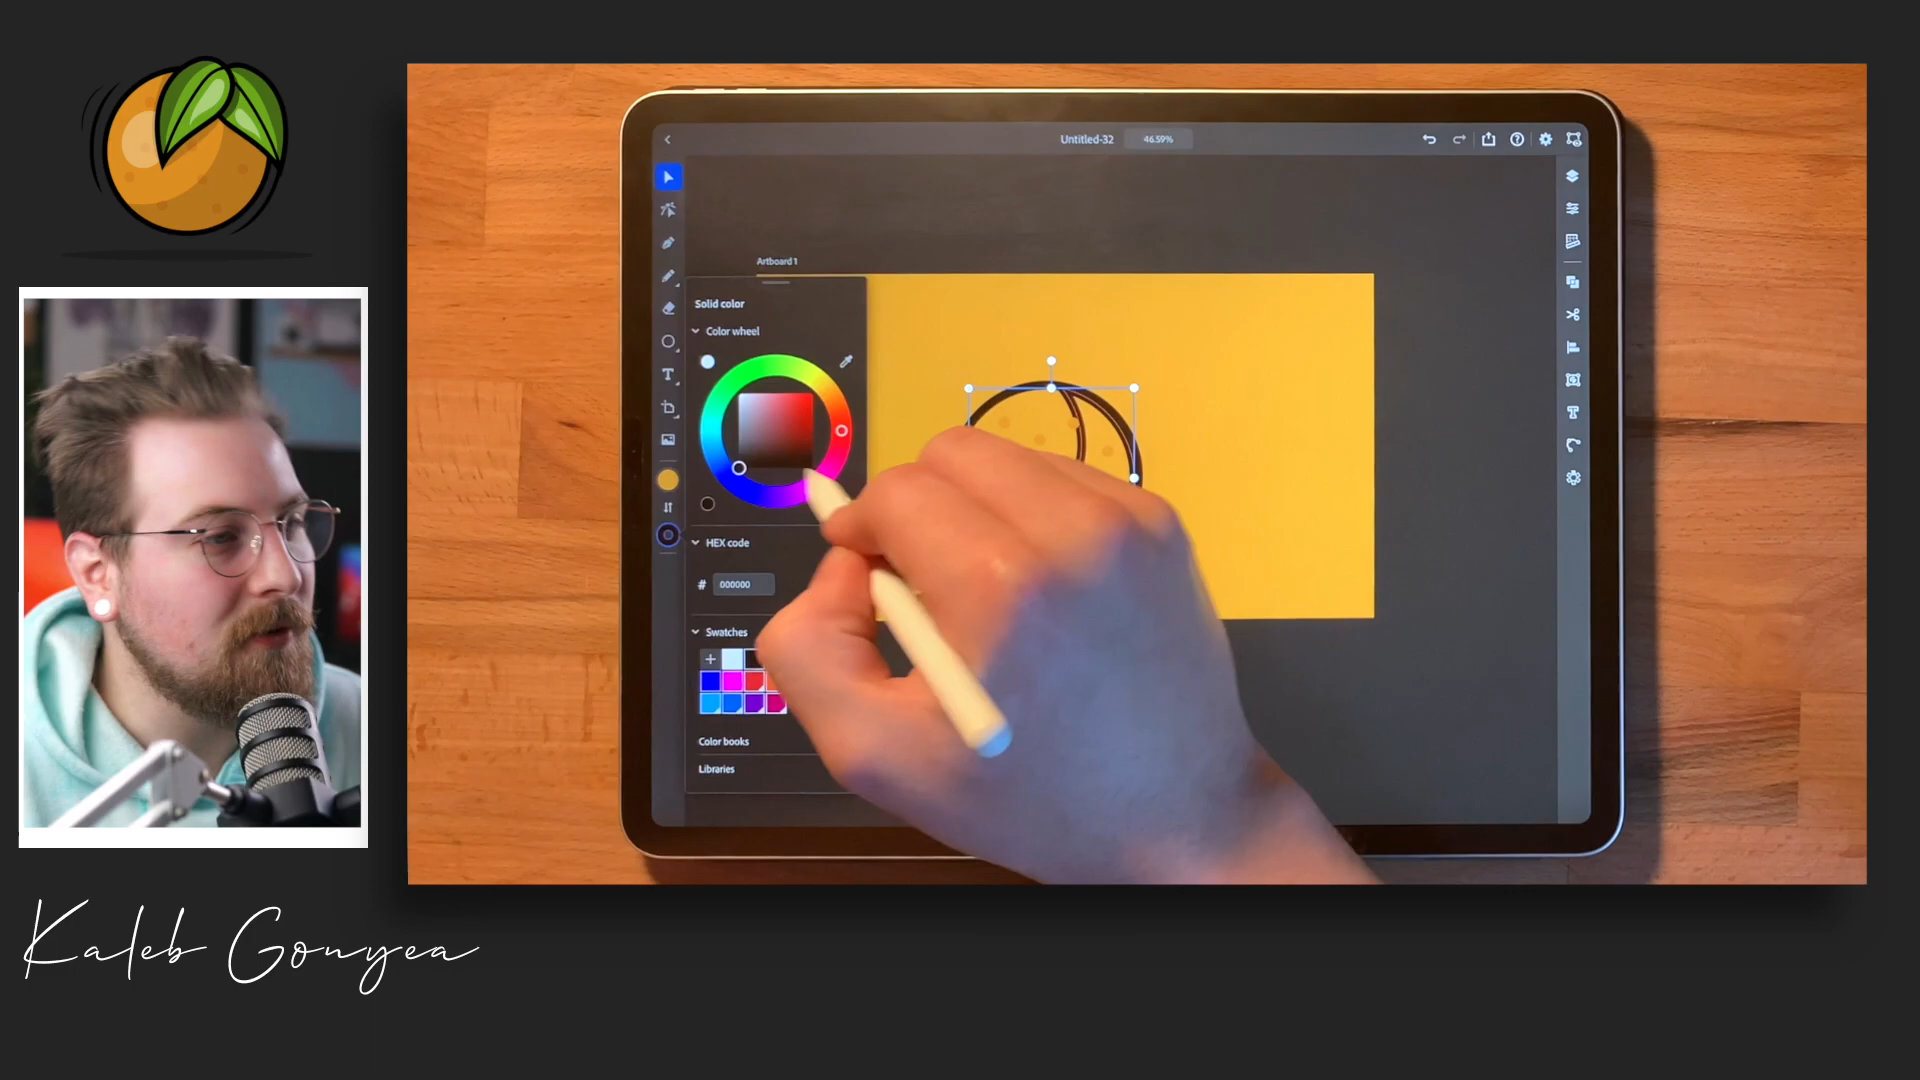 Untitled-32
46.59%
Artboard 1
Solid color
Color wheel
HEX code
# 000000
Swatches
Color books
Libraries
Kaleb Gonyea